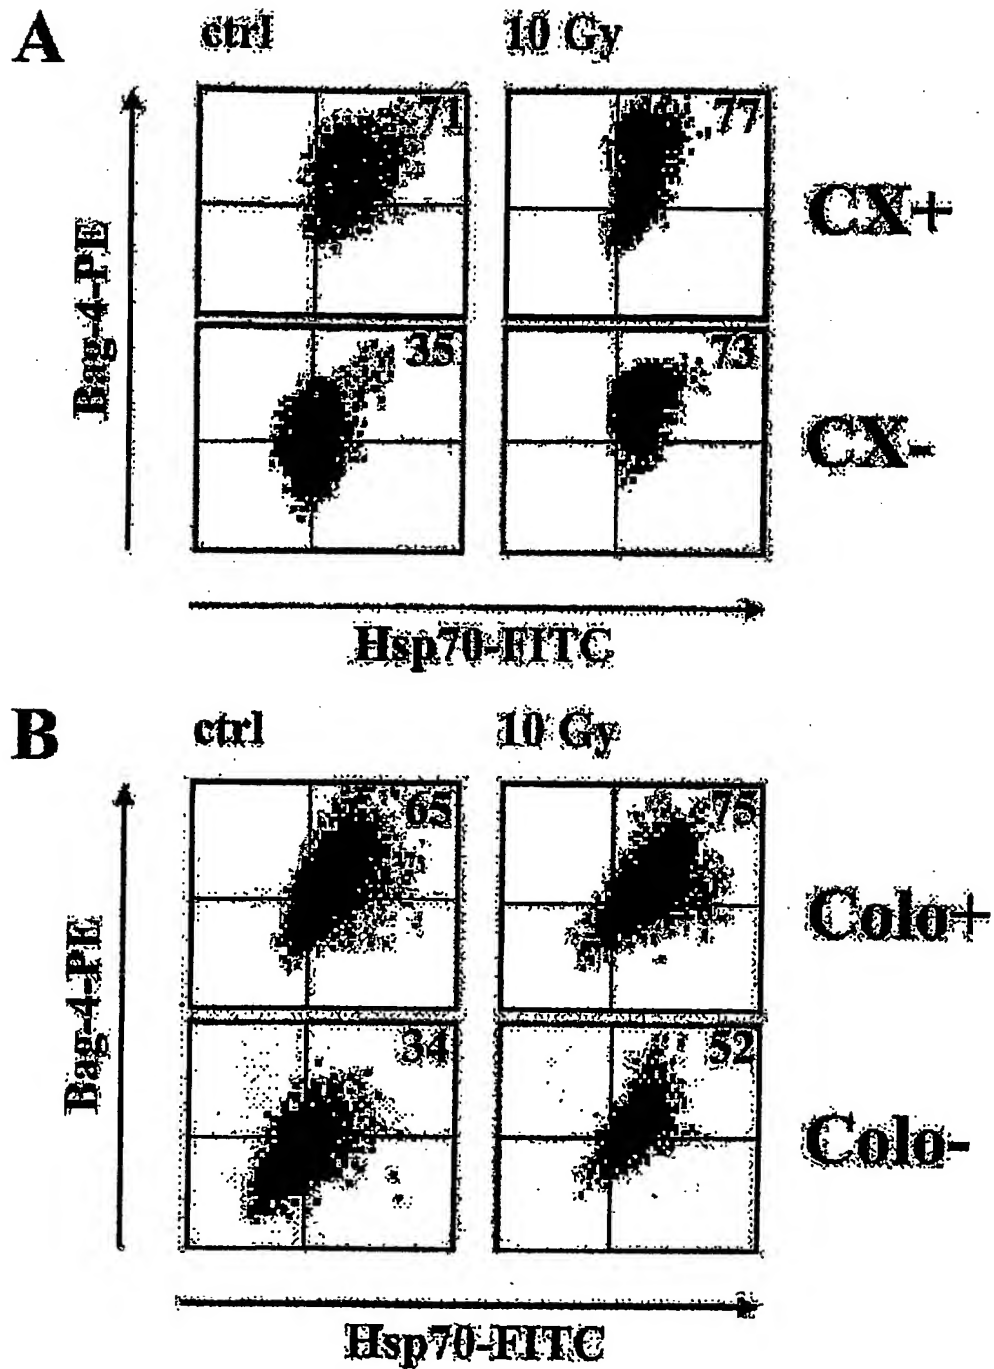 A
ctrl 10 Gy
71 77
CX+
Bag-4-PE
35 73
CX-
Hsp70-FITC
B
ctrl 10 Gy
65 75
Colo+
Bag-4-PE
34 52
Colo-
Hsp70-FITC